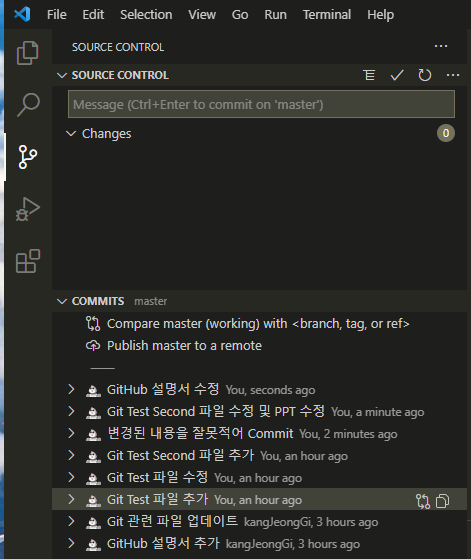 File Edit Selection View Go Run Terminal Help
SOURCE CONTROL
SOURCE CONTROL
Message (Ctrl+Enter to commit on 'master')
Changes 0
COMMITS master
Compare master (working) with <branch, tag, or ref>
Publish master to a remote
GitHub 설명서 수정 You, seconds ago
Git Test Second 파일 수정 및 PPT 수정 You, a minute ago
변경된 내용을 잘못적어 Commit You, 2 minutes ago
Git Test Second 파일 추가 You, an hour ago
Git Test 파일 수정 You, an hour ago
Git Test 파일 추가 You, an hour ago
Git 관련 파일 업데이트 kangJeongGi, 3 hours ago
GitHub 설명서 추가 kangJeongGi, 3 hours ago